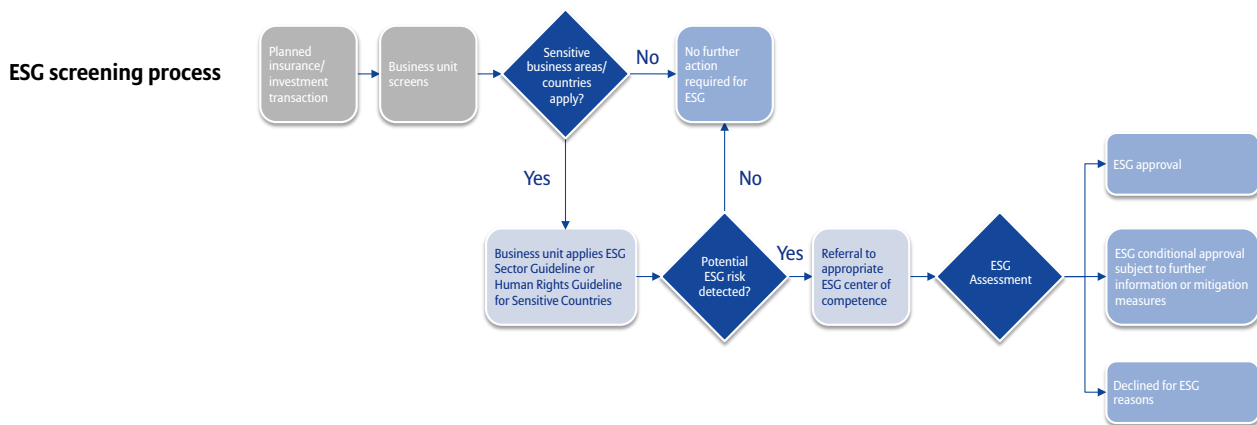 ESG screening process
Planned
insurance/
investment
transaction
Business unit
screens
Sensitive
business areas/
countries
apply?
No
No further
action
required for
ESG
Yes
No
Business unit applies ESG
Sector Guideline or
Human Rights Guideline
for Sensitive Countries
Potential
ESG risk
detected?
Yes
Referral to
appropriate
ESG center of
competence
ESG
Assessment
ESG approval
ESG conditional approval
subject to further
information or mitigation
measures
Declined for ESG
reasons